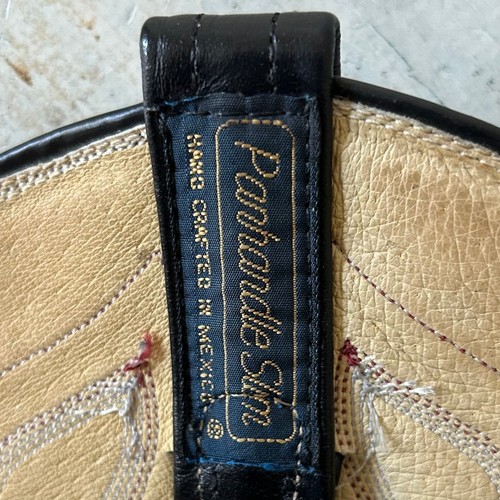 Panhandle Slim
HAND CRAFTED IN MEXICO ®